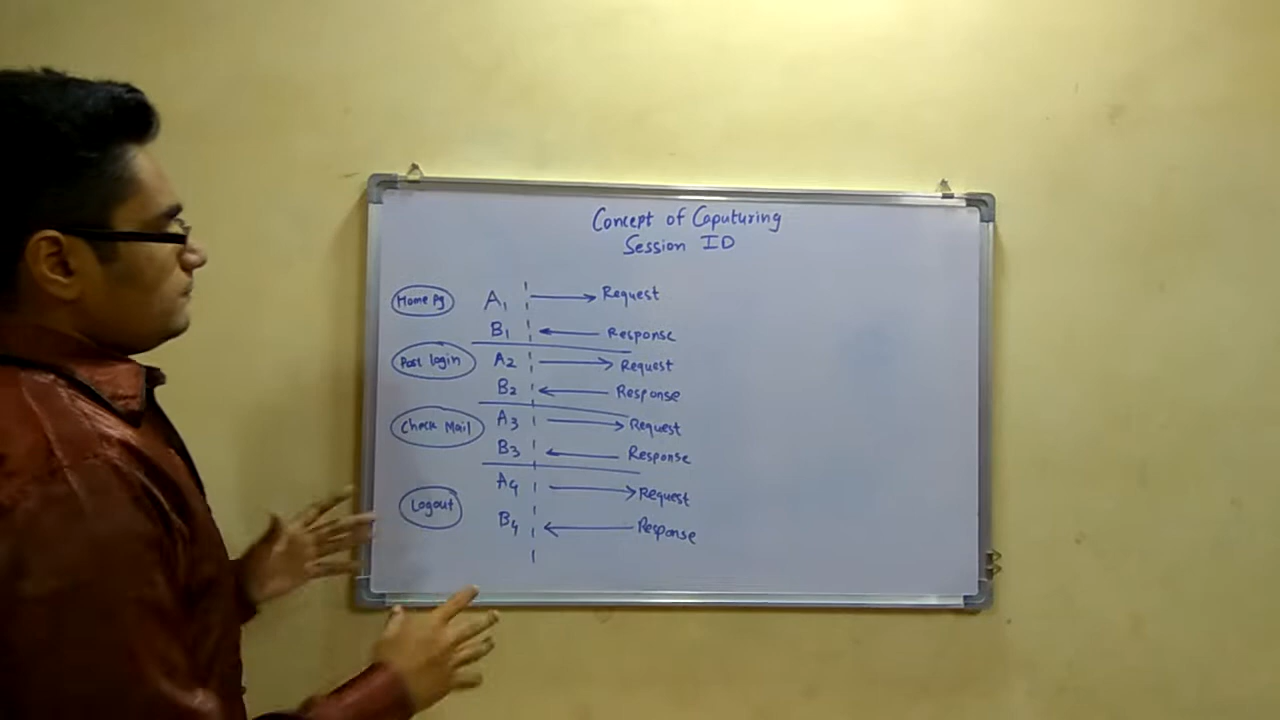 Concept of Caputuring
Session ID
Home Pg A1 Request
B1 Response
Post login A2 Request
B2 Response
Check Mail A3 Request
B3 Response
Logout A4 Request
B4 Response